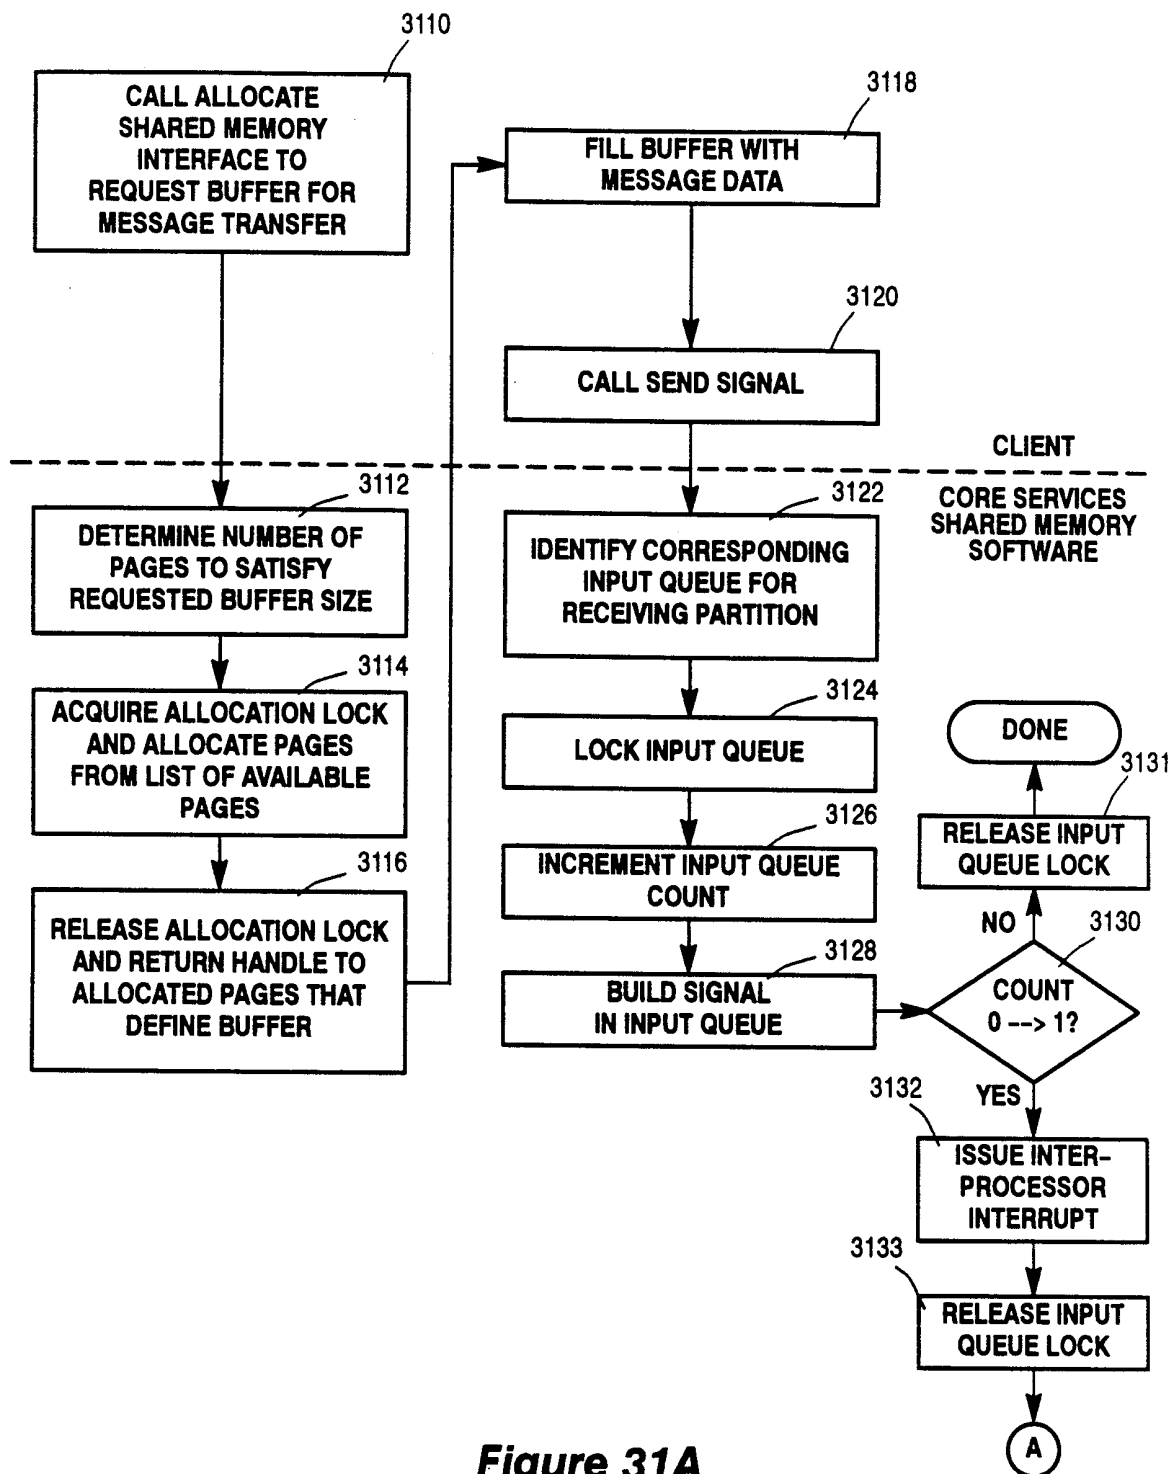 3110
CALL ALLOCATE
SHARED MEMORY
INTERFACE TO
REQUEST BUFFER FOR
MESSAGE TRANSFER
3118
FILL BUFFER WITH
MESSAGE DATA
3120
CALL SEND SIGNAL
CLIENT
CORE SERVICES
SHARED MEMORY
SOFTWARE
3112
DETERMINE NUMBER OF
PAGES TO SATISFY
REQUESTED BUFFER SIZE
3114
ACQUIRE ALLOCATION LOCK
AND ALLOCATE PAGES
FROM LIST OF AVAILABLE
PAGES
3116
RELEASE ALLOCATION LOCK
AND RETURN HANDLE TO
ALLOCATED PAGES THAT
DEFINE BUFFER
3122
IDENTIFY CORRESPONDING
INPUT QUEUE FOR
RECEIVING PARTITION
3124
LOCK INPUT QUEUE
3126
INCREMENT INPUT QUEUE
COUNT
3128
BUILD SIGNAL
IN INPUT QUEUE
DONE
3131
RELEASE INPUT
QUEUE LOCK
NO
3130
COUNT
0 --> 1?
YES
3132
ISSUE INTER-
PROCESSOR
INTERRUPT
3133
RELEASE INPUT
QUEUE LOCK
A
Figure 31A